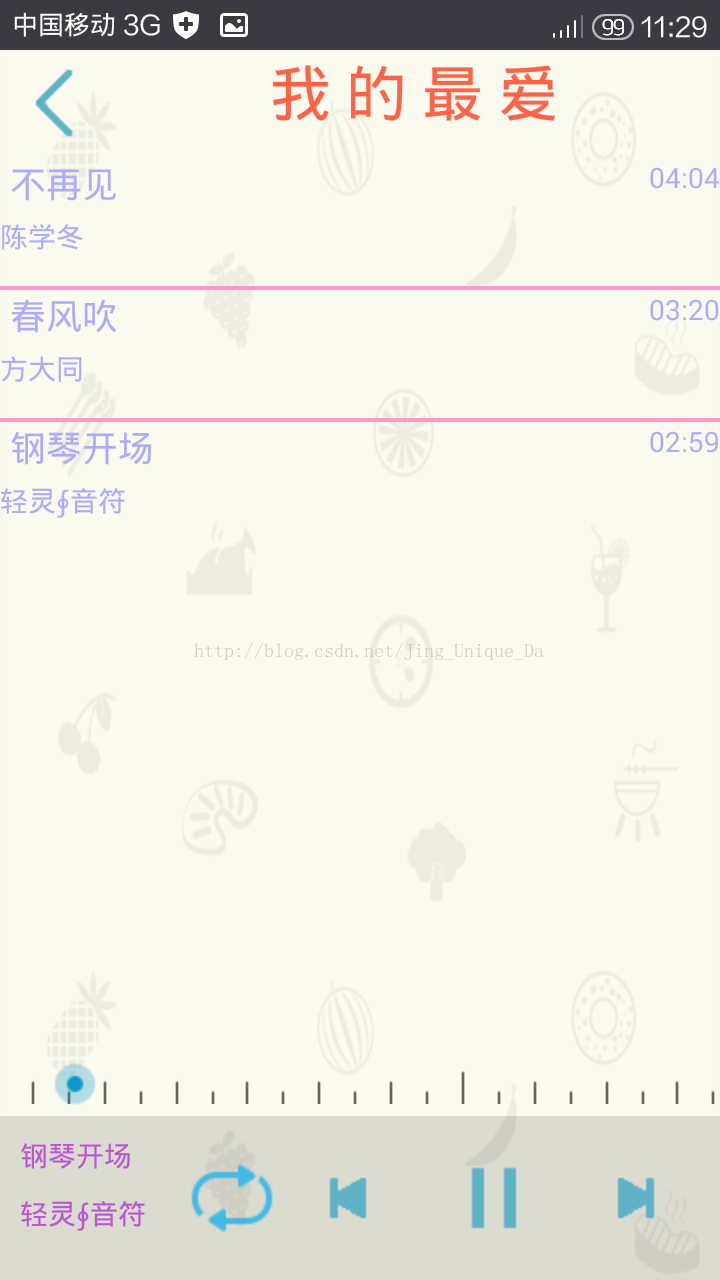 中国移动 3G 99 11:29
我的最爱
不再见 04:04
陈学冬
春风吹 03:20
方大同
钢琴开场 02:59
轻灵∮音符
http://blog.csdn.net/Jing_Unique_Da
钢琴开场
轻灵∮音符